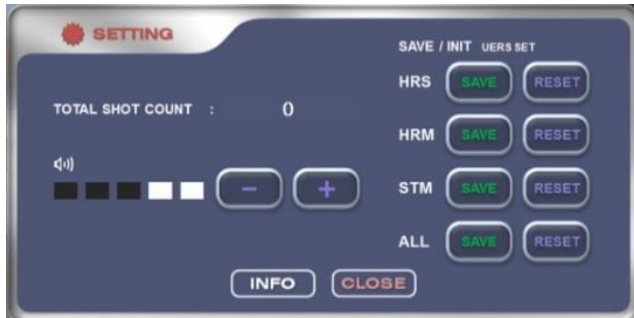 SETTING
SAVE / INIT UERS SET
HRS SAVE RESET
TOTAL SHOT COUNT : 0
HRM SAVE RESET
- +
STM SAVE RESET
ALL SAVE RESET
INFO CLOSE